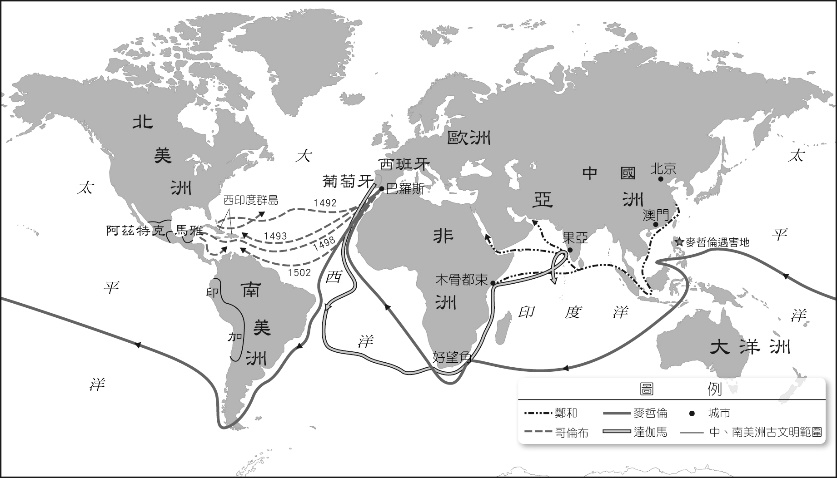 北
美
洲
太
平
洋
大
西
洋
歐洲
西班牙
葡萄牙
巴羅斯
中國
北京
亞
洲
澳門
太
平
洋
麥哲倫遇害地
西印度群島
1492
1493
1498
1502
阿茲特克
馬雅
印
加
南
美
洲
非
洲
木骨都束
果亞
印度洋
好望角
大洋洲
圖例
鄭和
麥哲倫
城市
哥倫布
達伽馬
中、南美洲古文明範圍